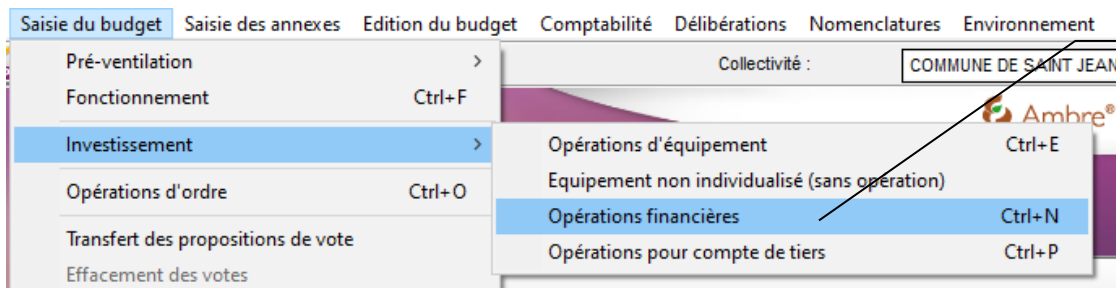 Saisie du budget Saisie des annexes Edition du budget Comptabilité Délibérations Nomenclatures Environnement
Pré-ventilation >
Collectivité : COMMUNE DE SAINT JEAN
Fonctionnement Ctrl+F
Ambre®
Investissement >
Opérations d'équipement Ctrl+E
Opérations d'ordre Ctrl+O
Equipement non individualisé (sans opération)
Opérations financières Ctrl+N
Transfert des propositions de vote
Opérations pour compte de tiers Ctrl+P
Effacement des votes